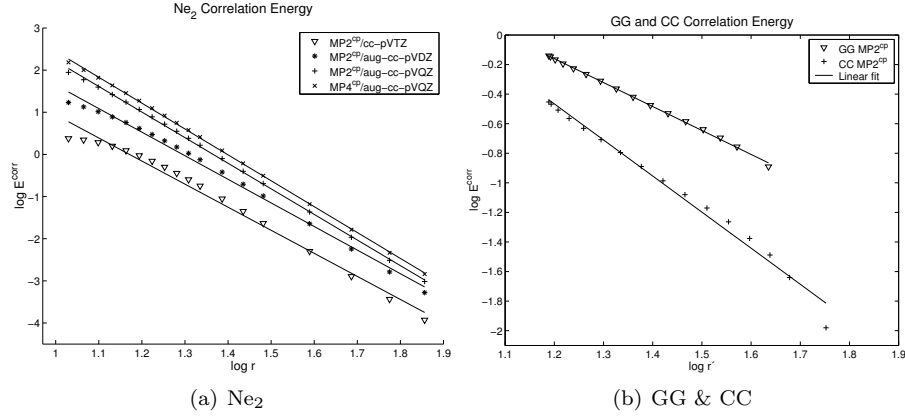 Ne2 Correlation Energy
MP2cp/cc-pVTZ
MP2cp/aug-cc-pVDZ
MP2cp/aug-cc-pVQZ
MP4cp/aug-cc-pVQZ
log Ecorr
3
2
1
0
−1
−2
−3
−4
1 1.1 1.2 1.3 1.4 1.5 1.6 1.7 1.8 1.9
log r
(a) Ne2
GG and CC Correlation Energy
GG MP2cp
CC MP2cp
Linear fit
log Ecorr
0
−0.2
−0.4
−0.6
−0.8
−1
−1.2
−1.4
−1.6
−1.8
−2
1.1 1.2 1.3 1.4 1.5 1.6 1.7 1.8
log r´
(b) GG & CC